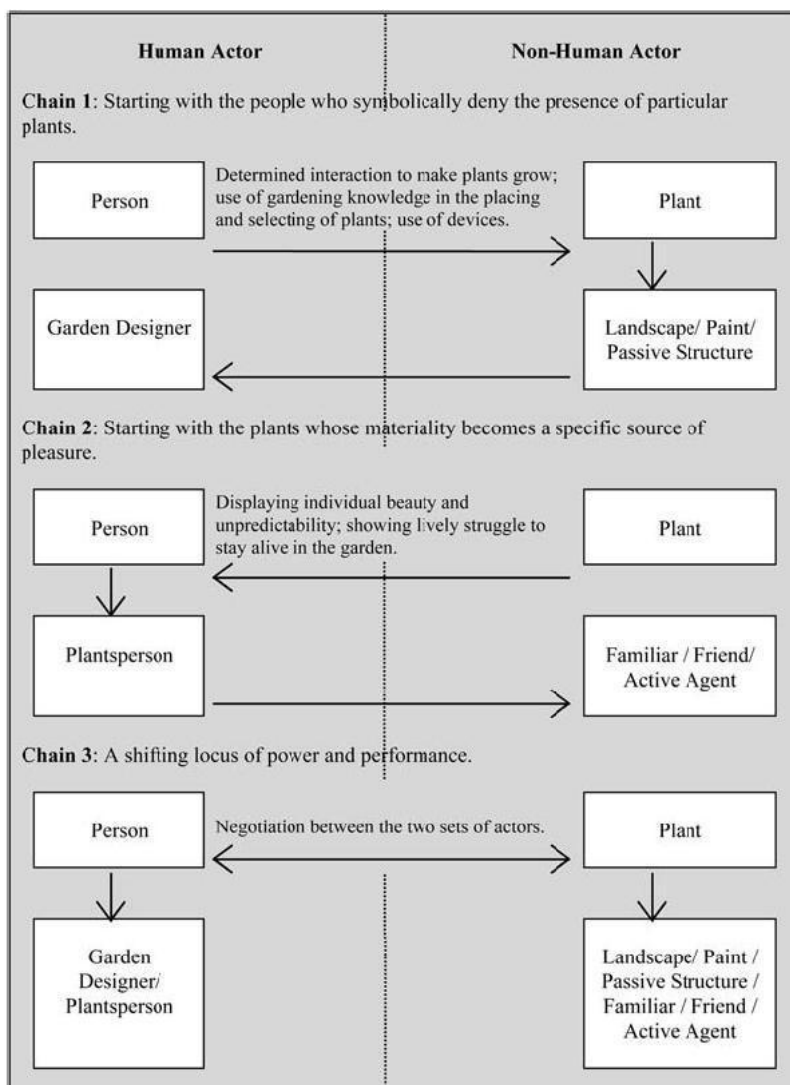 Human Actor
Non-Human Actor
Chain 1: Starting with the people who symbolically deny the presence of particular
plants.
Person
Determined interaction to make plants grow;
use of gardening knowledge in the placing
and selecting of plants; use of devices.
Plant
Garden Designer
Landscape/ Paint/
Passive Structure
Chain 2: Starting with the plants whose materiality becomes a specific source of
pleasure.
Person
Displaying individual beauty and
unpredictability; showing lively struggle to
stay alive in the garden.
Plant
Plantsperson
Familiar / Friend/
Active Agent
Chain 3: A shifting locus of power and performance.
Person
Negotiation between the two sets of actors.
Plant
Garden
Designer/
Plantsperson
Landscape/ Paint /
Passive Structure /
Familiar / Friend /
Active Agent